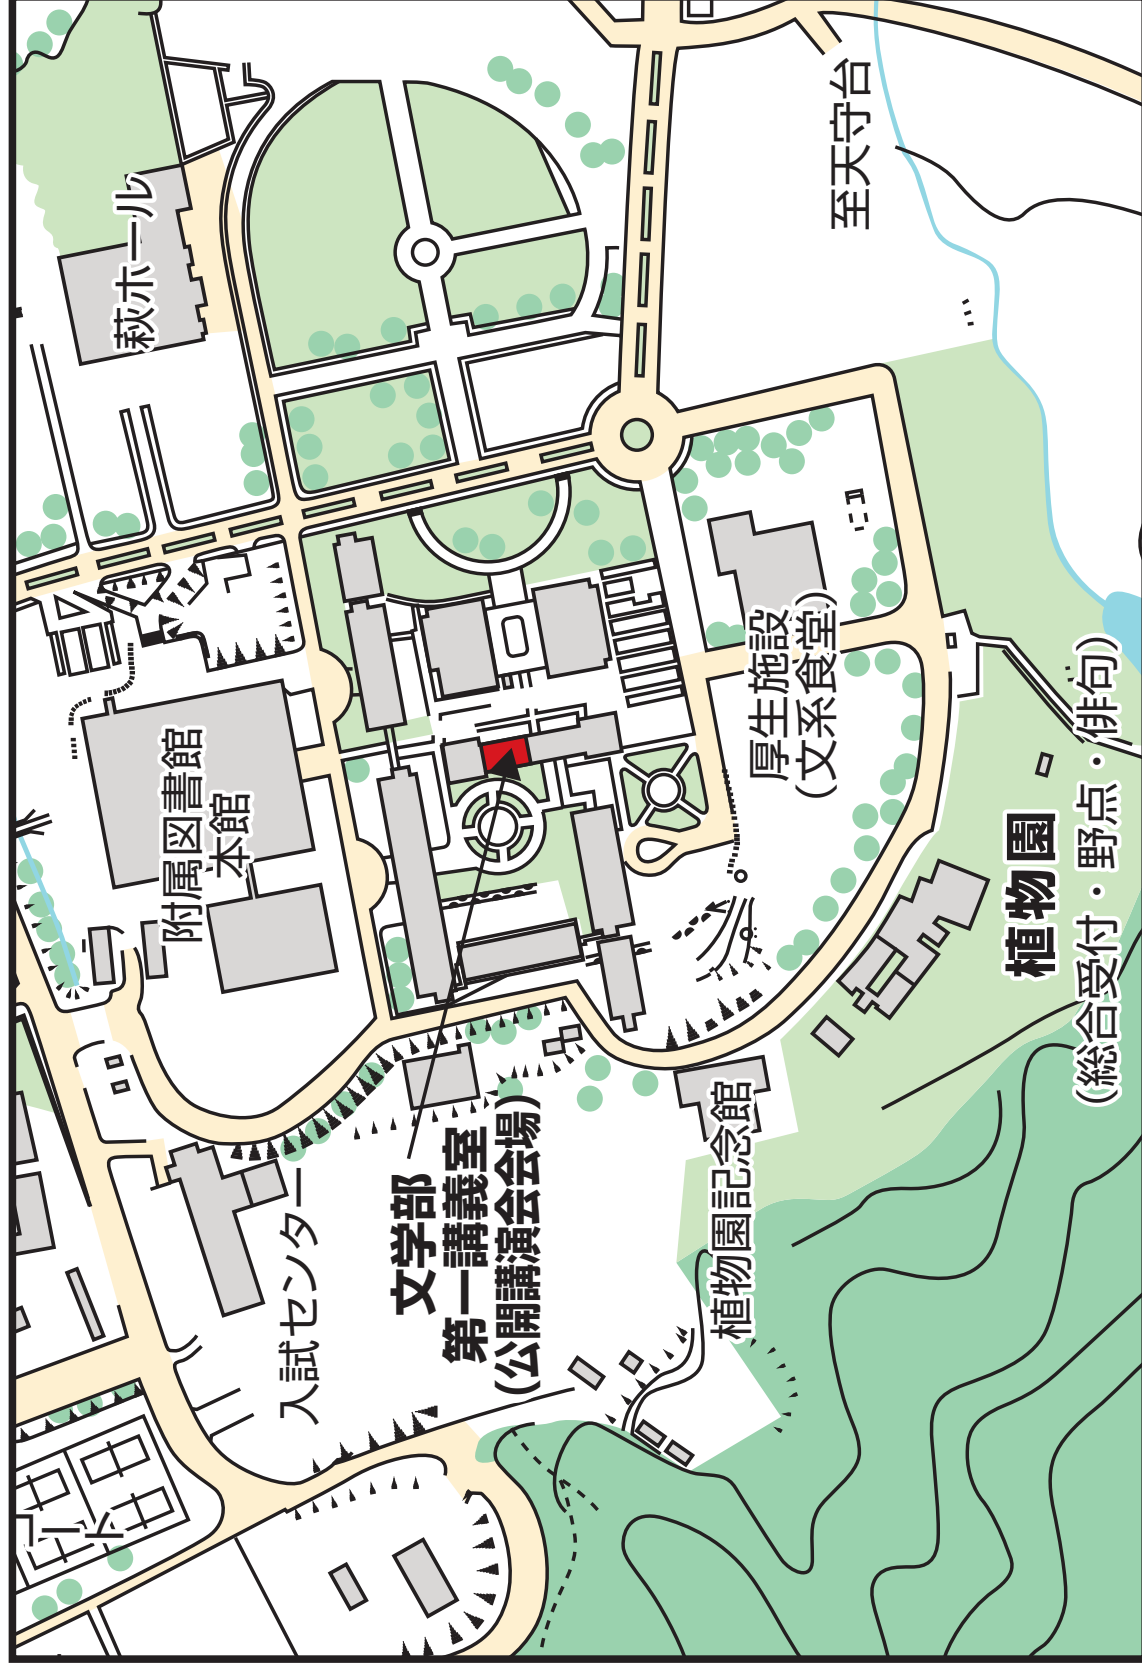 コート
入試センター
附属図書館
本館
萩ホール
文学部
第一講義室
(公開講演会会場)
植物園記念館
厚生施設
(文系食堂)
至天守台
植物園
(総合受付・野点・俳句)